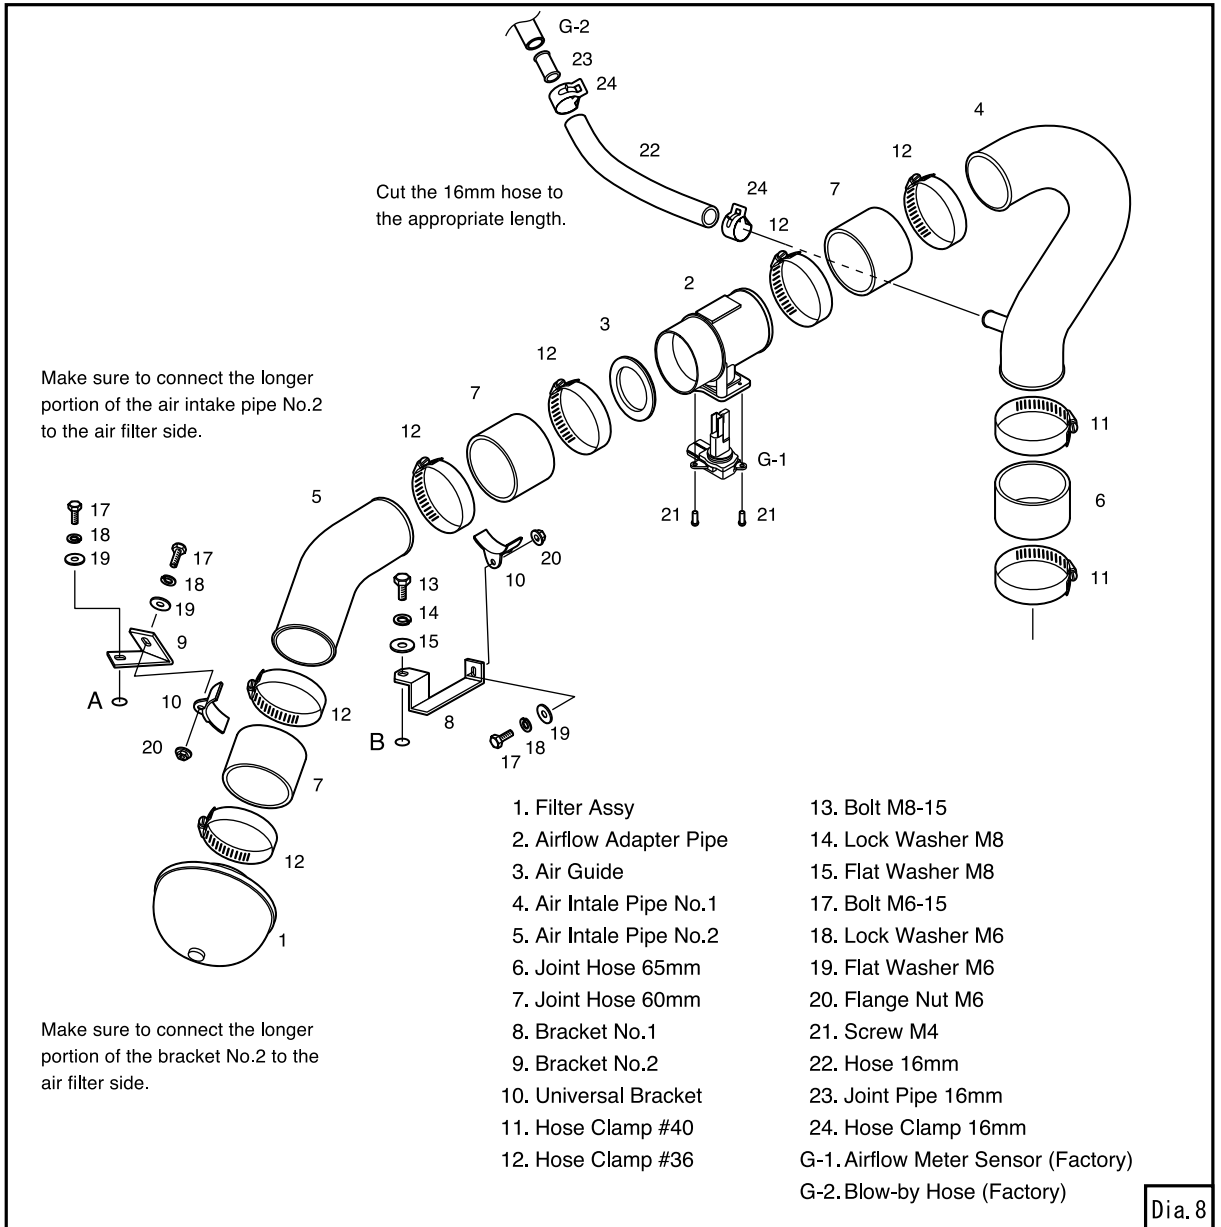 G-2
23
24
4
22
12
7
24
Cut the 16mm hose to
the appropriate length.
12
2
3
12
Make sure to connect the longer
portion of the air intake pipe No.2
to the air filter side.
7
11
12
G-1
5
6
17
21
21
18
17
20
19
10
18
13
11
19
14
9
15
A
10
12
8
19
B
18
20
17
7
1. Filter Assy
2. Airflow Adapter Pipe
3. Air Guide
4. Air Intale Pipe No.1
5. Air Intale Pipe No.2
6. Joint Hose 65mm
7. Joint Hose 60mm
8. Bracket No.1
9. Bracket No.2
10. Universal Bracket
11. Hose Clamp #40
12. Hose Clamp #36
13. Bolt M8-15
14. Lock Washer M8
15. Flat Washer M8
17. Bolt M6-15
18. Lock Washer M6
19. Flat Washer M6
20. Flange Nut M6
21. Screw M4
22. Hose 16mm
23. Joint Pipe 16mm
24. Hose Clamp 16mm
G-1. Airflow Meter Sensor (Factory)
G-2. Blow-by Hose (Factory)
12
1
Make sure to connect the longer
portion of the bracket No.2 to the
air filter side.
Dia.8